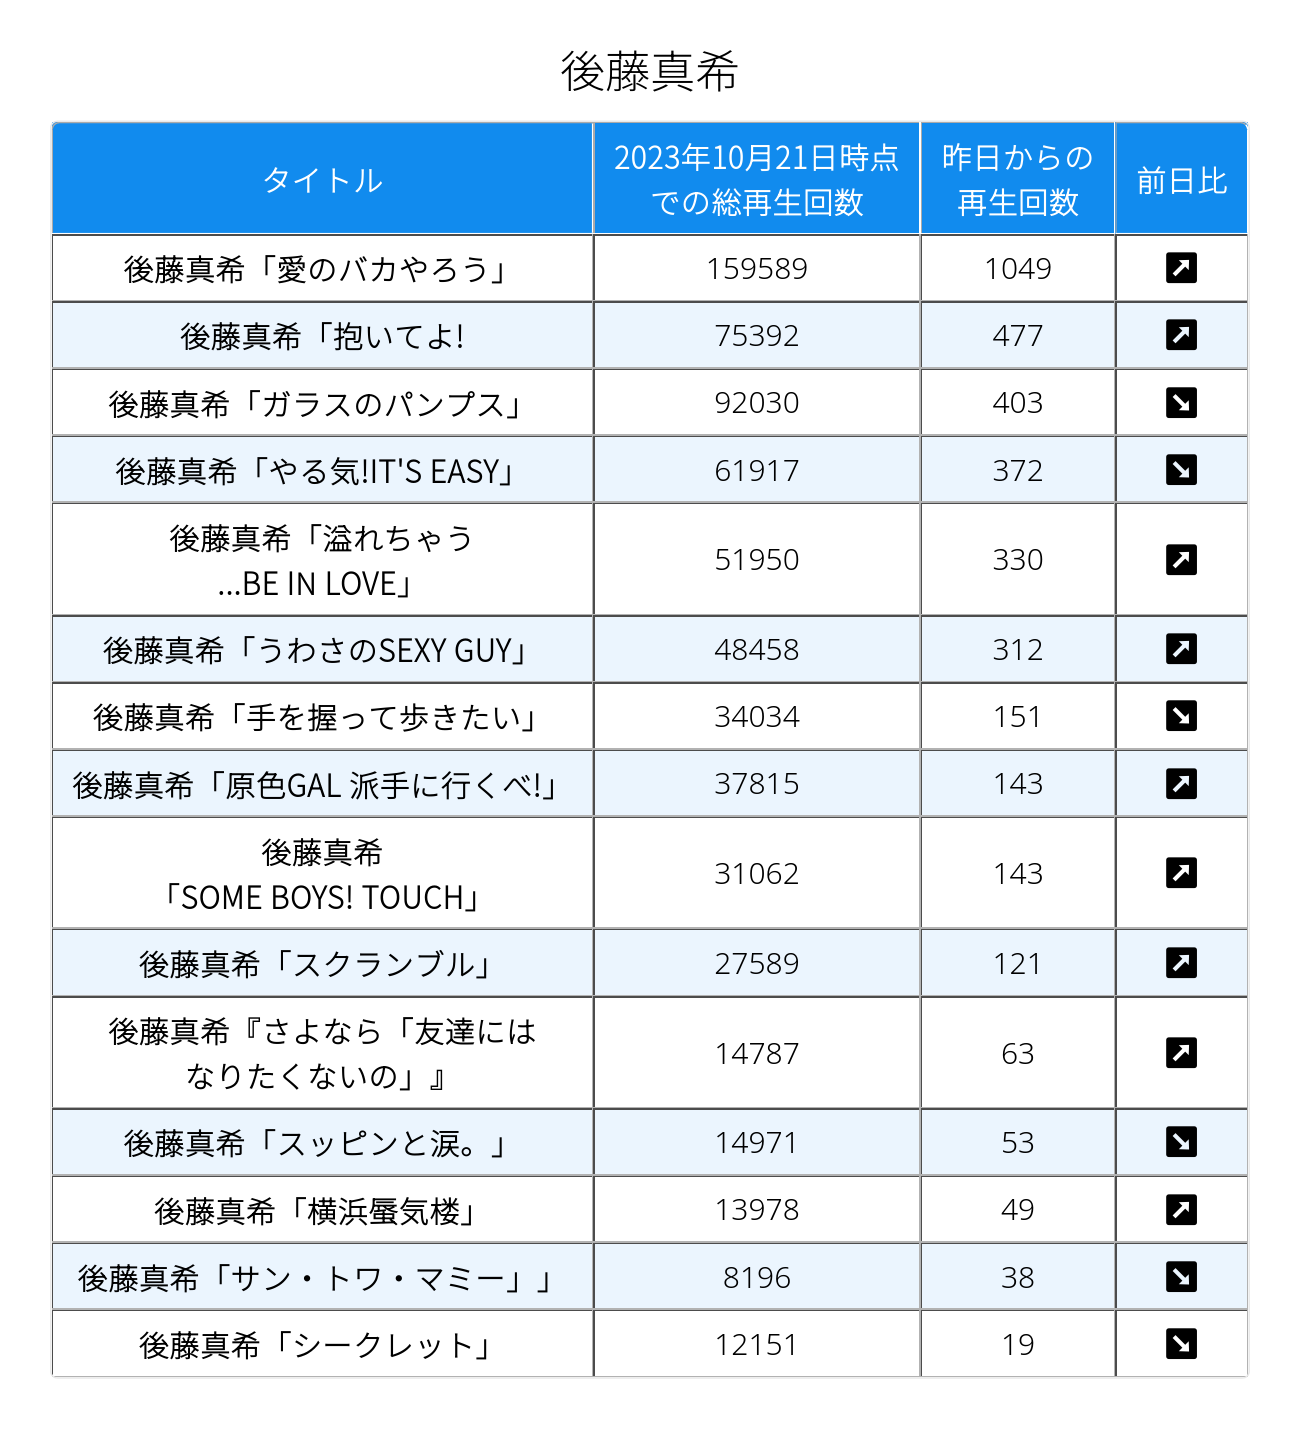 後藤真希
タイトル
2023年10月21日時点
での総再生回数
昨日からの
再生回数
前日比
後藤真希「愛のバカやろう」 159589 1049
後藤真希「抱いてよ! 75392 477
後藤真希「ガラスのパンプス」 92030 403
後藤真希「やる気!IT'S EASY」 61917 372
後藤真希「溢れちゃう
...BE IN LOVE」 51950 330
後藤真希「うわさのSEXY GUY」 48458 312
後藤真希「手を握って歩きたい」 34034 151
後藤真希「原色GAL 派手に行くべ!」 37815 143
後藤真希
「SOME BOYS! TOUCH」 31062 143
後藤真希「スクランブル」 27589 121
後藤真希『さよなら「友達には
なりたくないの」』 14787 63
後藤真希「スッピンと涙。」 14971 53
後藤真希「横浜蜃気楼」 13978 49
後藤真希「サン・トワ・マミー」」 8196 38
後藤真希「シークレット」 12151 19